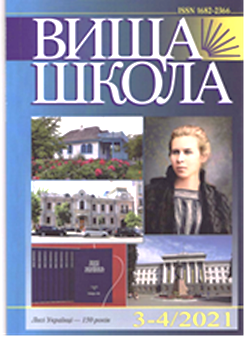 ISSN 1682-2366
ВИЩА
ШКОЛА
Лесі Українці — 150 років
3-4/2021